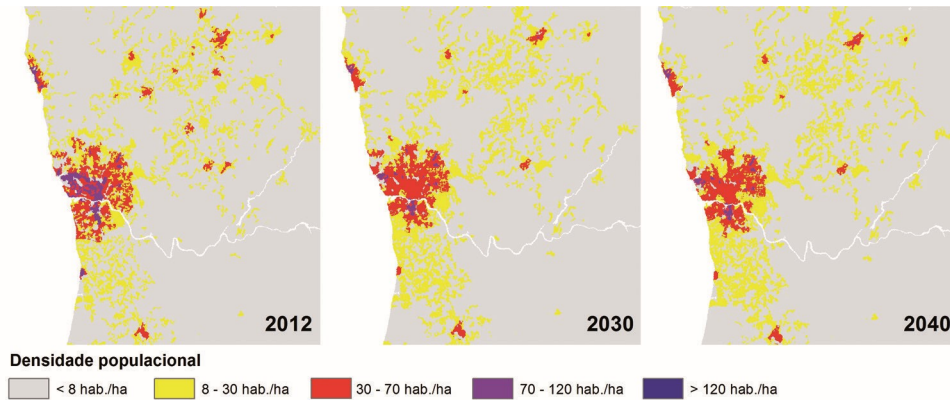 2012
2030
2040
Densidade populacional
< 8 hab./ha
8 - 30 hab./ha
30 - 70 hab./ha
70 - 120 hab./ha
> 120 hab./ha